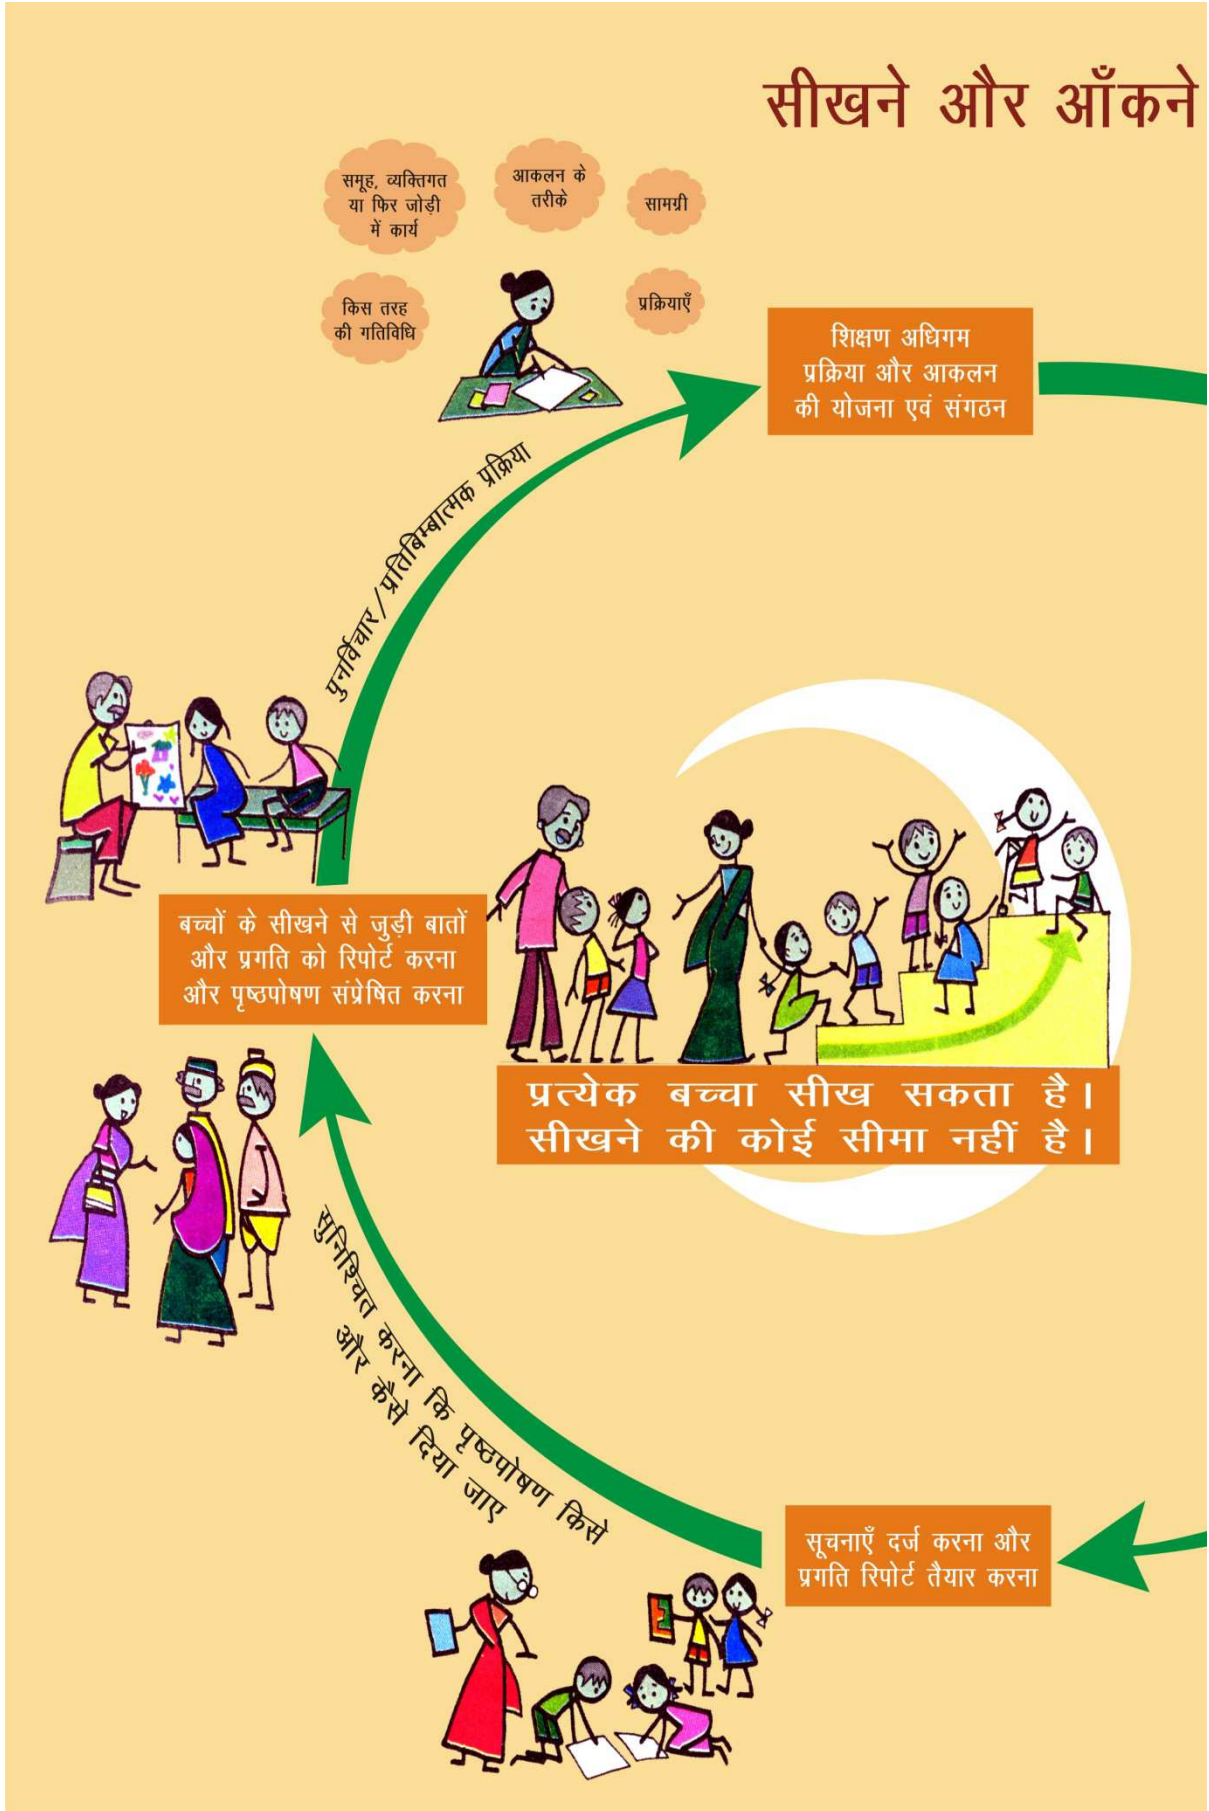 सीखने और आँकने
समूह, व्यक्तिगत
या फिर जोड़ी
में कार्य
आकलन के
तरीके
सामग्री
किस तरह
की गतिविधि
प्रक्रियाएँ
शिक्षण अधिगम
प्रक्रिया और आकलन
की योजना एवं संगठन
पुनर्विचार/प्रतिबिम्बात्मक प्रक्रिया
बच्चों के सीखने से जुड़ी बातों
और प्रगति को रिपोर्ट करना
और पृष्ठपोषण संप्रेषित करना
प्रत्येक बच्चा सीख सकता है।
सीखने की कोई सीमा नहीं है।
सुनिश्चित करना कि पृष्ठपोषण किसे
और कैसे दिया जाए
सूचनाएँ दर्ज करना और
प्रगति रिपोर्ट तैयार करना